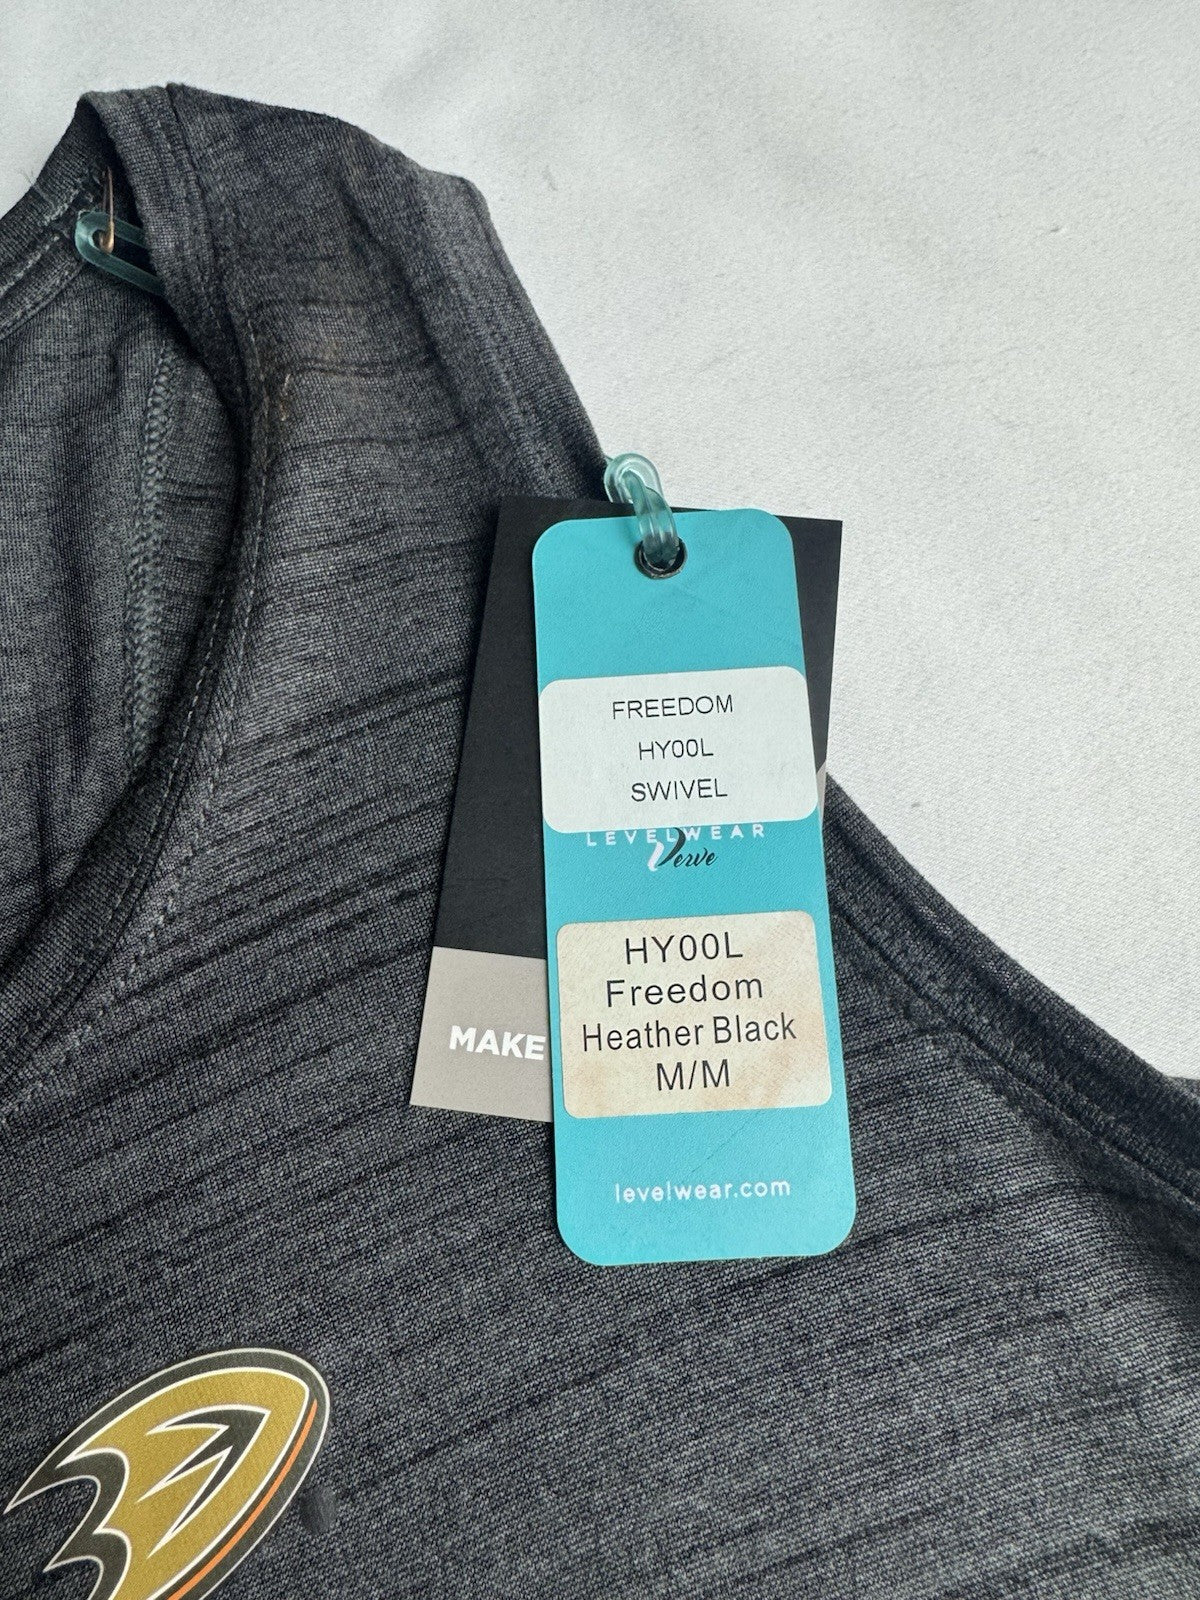 FREEDOM
HY00L
SWIVEL
LEVELWEAR
Verve
HY00L
Freedom
Heather Black
M/M
MAKE
levelwear.com